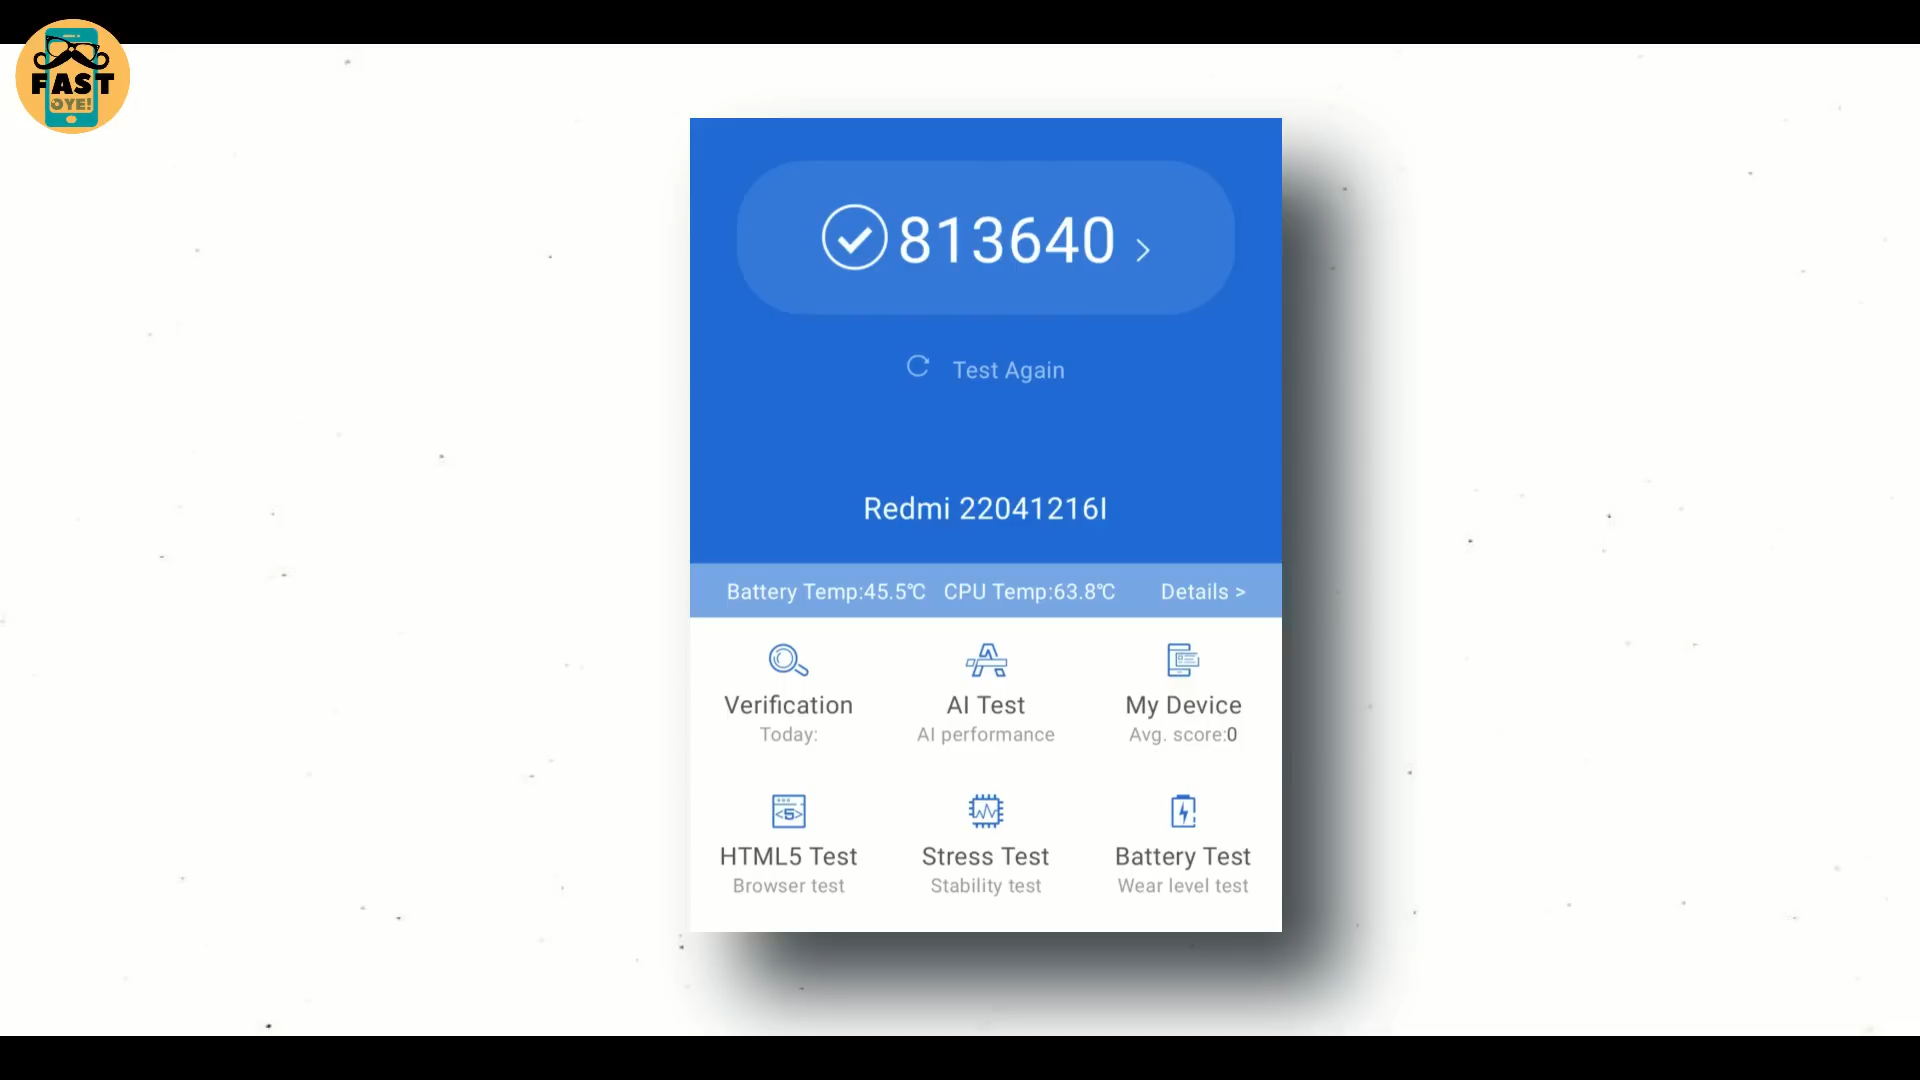 FAST
OYE!
813640 >
Test Again
Redmi 22041216I
Battery Temp:45.5℃ CPU Temp:63.8℃ Details >
Verification AI Test My Device
Today: AI performance Avg. score:0
HTML5 Test Stress Test Battery Test
Browser test Stability test Wear level test